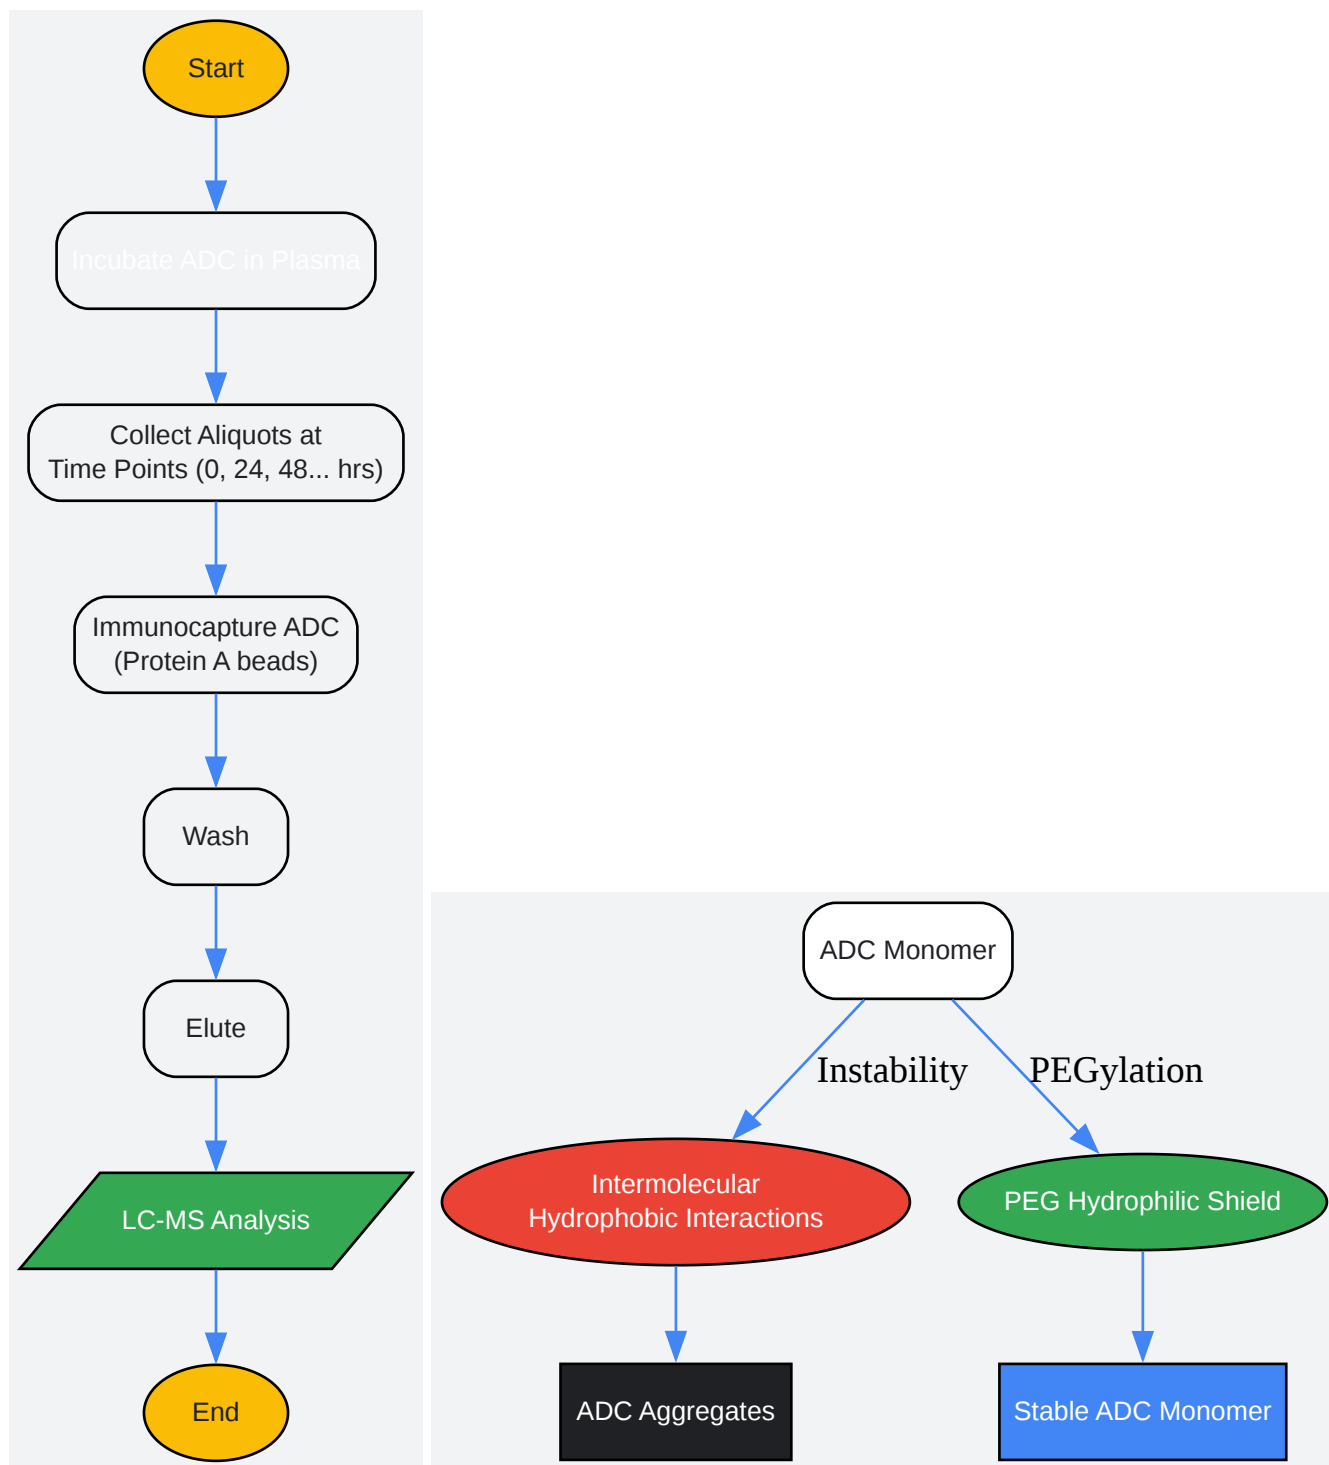 Start
Incubate ADC in Plasma
Collect Aliquots at
Time Points (0, 24, 48... hrs)
Immunocapture ADC
(Protein A beads)
Wash
Elute
LC-MS Analysis
End
ADC Monomer
Instability
PEGylation
Intermolecular
Hydrophobic Interactions
PEG Hydrophilic Shield
ADC Aggregates
Stable ADC Monomer